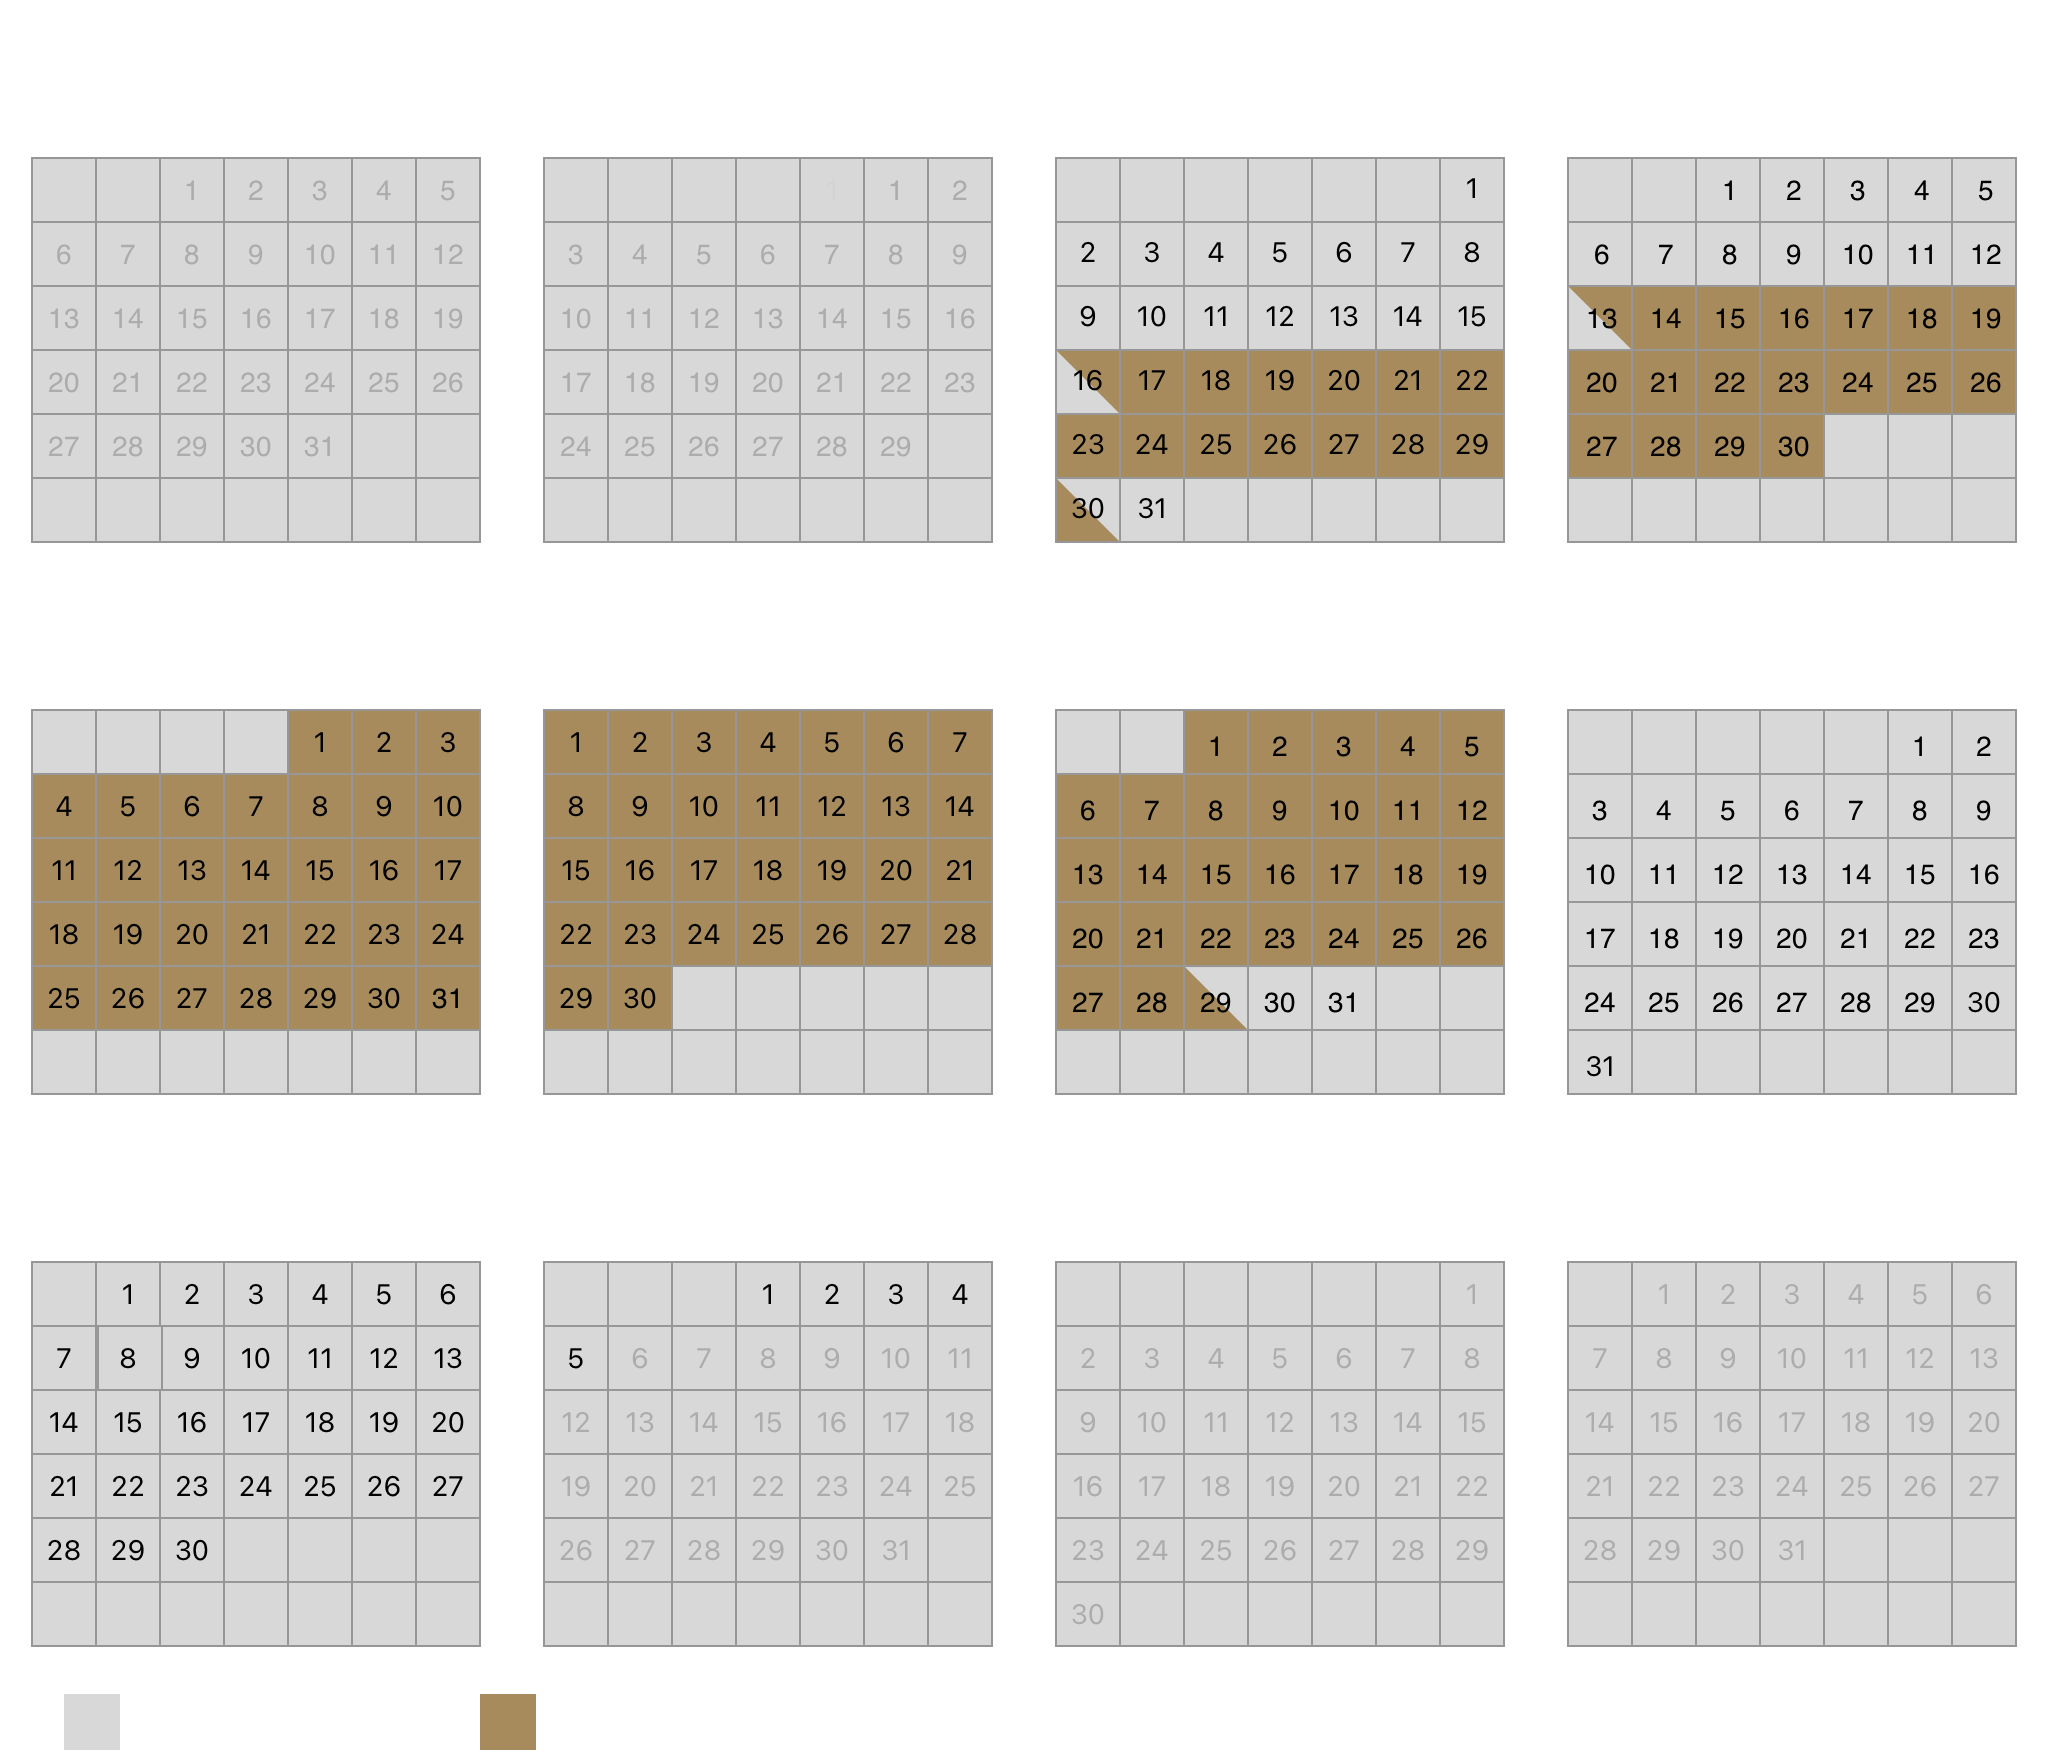 1 2 3 4 5
6 7 8 9 10 11 12
13 14 15 16 17 18 19
20 21 22 23 24 25 26
27 28 29 30 31
1 1 2
3 4 5 6 7 8 9
10 11 12 13 14 15 16
17 18 19 20 21 22 23
24 25 26 27 28 29
1
2 3 4 5 6 7 8
9 10 11 12 13 14 15
16 17 18 19 20 21 22
23 24 25 26 27 28 29
30 31
1 2 3 4 5
6 7 8 9 10 11 12
13 14 15 16 17 18 19
20 21 22 23 24 25 26
27 28 29 30
1 2 3
4 5 6 7 8 9 10
11 12 13 14 15 16 17
18 19 20 21 22 23 24
25 26 27 28 29 30 31
1 2 3 4 5 6 7
8 9 10 11 12 13 14
15 16 17 18 19 20 21
22 23 24 25 26 27 28
29 30
1 2 3 4 5
6 7 8 9 10 11 12
13 14 15 16 17 18 19
20 21 22 23 24 25 26
27 28 29 30 31
1 2
3 4 5 6 7 8 9
10 11 12 13 14 15 16
17 18 19 20 21 22 23
24 25 26 27 28 29 30
31
1 2 3 4 5 6
7 8 9 10 11 12 13
14 15 16 17 18 19 20
21 22 23 24 25 26 27
28 29 30
1 2 3 4
5 6 7 8 9 10 11
12 13 14 15 16 17 18
19 20 21 22 23 24 25
26 27 28 29 30 31
1
2 3 4 5 6 7 8
9 10 11 12 13 14 15
16 17 18 19 20 21 22
23 24 25 26 27 28 29
30
1 2 3 4 5 6
7 8 9 10 11 12 13
14 15 16 17 18 19 20
21 22 23 24 25 26 27
28 29 30 31